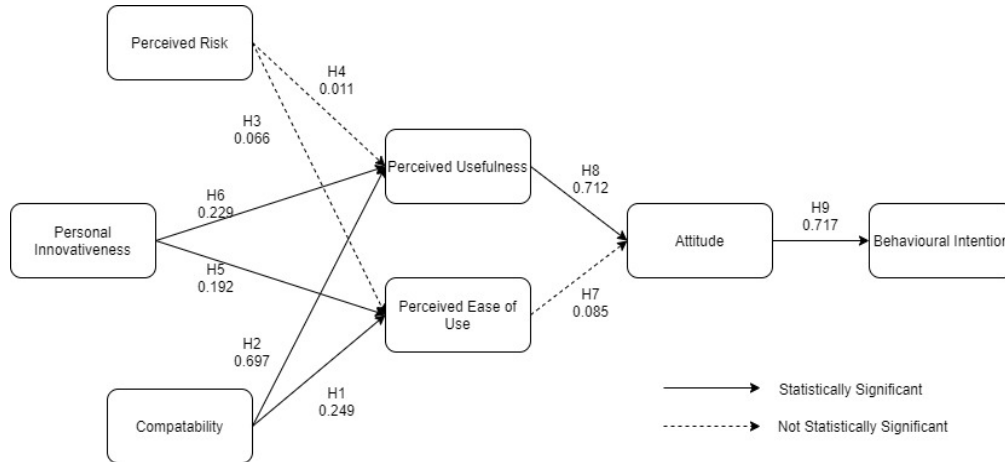 Perceived Risk
H4
0.011
H3
0.066
Perceived Usefulness
H8
0.712
H6
0.229
H9
0.717
Personal
Innovativeness
Attitude
Behavioural Intention
H5
0.192
Perceived Ease of
Use
H7
0.085
H2
0.697
H1
0.249
Compatability
Statistically Significant
Not Statistically Significant